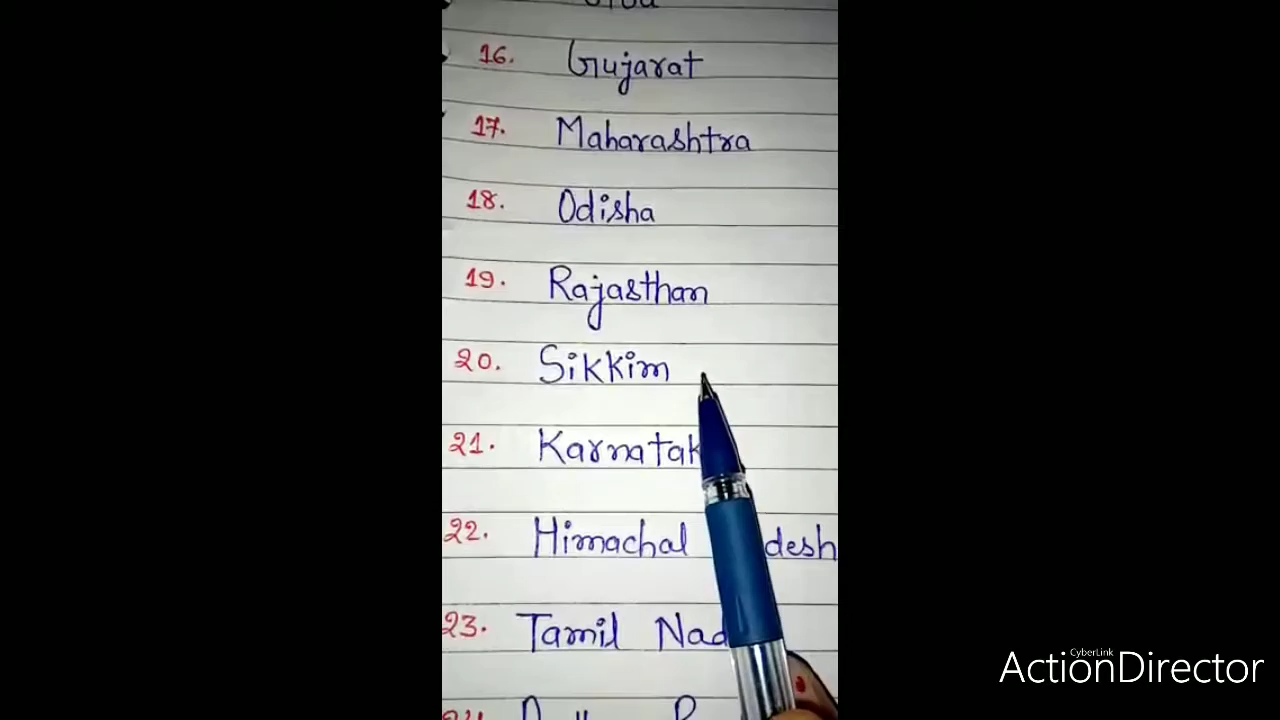 16. Gujarat
17. Maharashtra
18. Odisha
19. Rajasthan
20. Sikkim
21. Karnatak
22. Himachal desh
23. Tamil Nad
CyberLink
ActionDirector